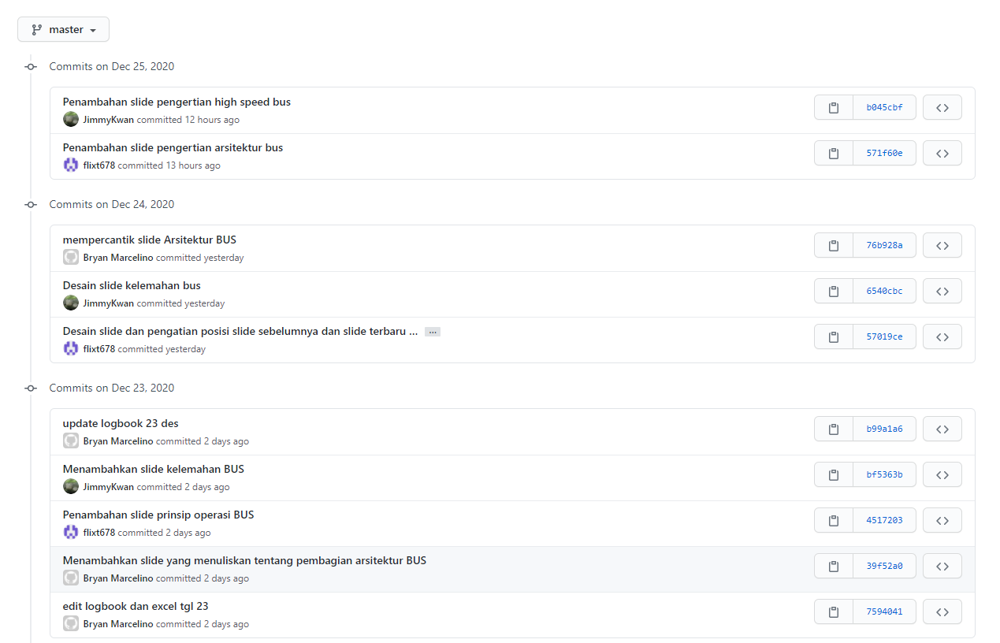 master
Commits on Dec 25, 2020
Penambahan slide pengertian high speed bus
JimmyKwan committed 12 hours ago
b045cbf
Penambahan slide pengertian arsitektur bus
flixt678 committed 13 hours ago
571f60e
Commits on Dec 24, 2020
mempercantik slide Arsitektur BUS
Bryan Marcelino committed yesterday
76b928a
Desain slide kelemahan bus
JimmyKwan committed yesterday
6540cbc
Desain slide dan pengatian posisi slide sebelumnya dan slide terbaru ... …
flixt678 committed yesterday
57019ce
Commits on Dec 23, 2020
update logbook 23 des
Bryan Marcelino committed 2 days ago
b99a1a6
Menambahkan slide kelemahan BUS
JimmyKwan committed 2 days ago
bf5363b
Penambahan slide prinsip operasi BUS
flixt678 committed 2 days ago
4517203
Menambahkan slide yang menuliskan tentang pembagian arsitektur BUS
Bryan Marcelino committed 2 days ago
39f52a0
edit logbook dan excel tgl 23
Bryan Marcelino committed 2 days ago
7594041